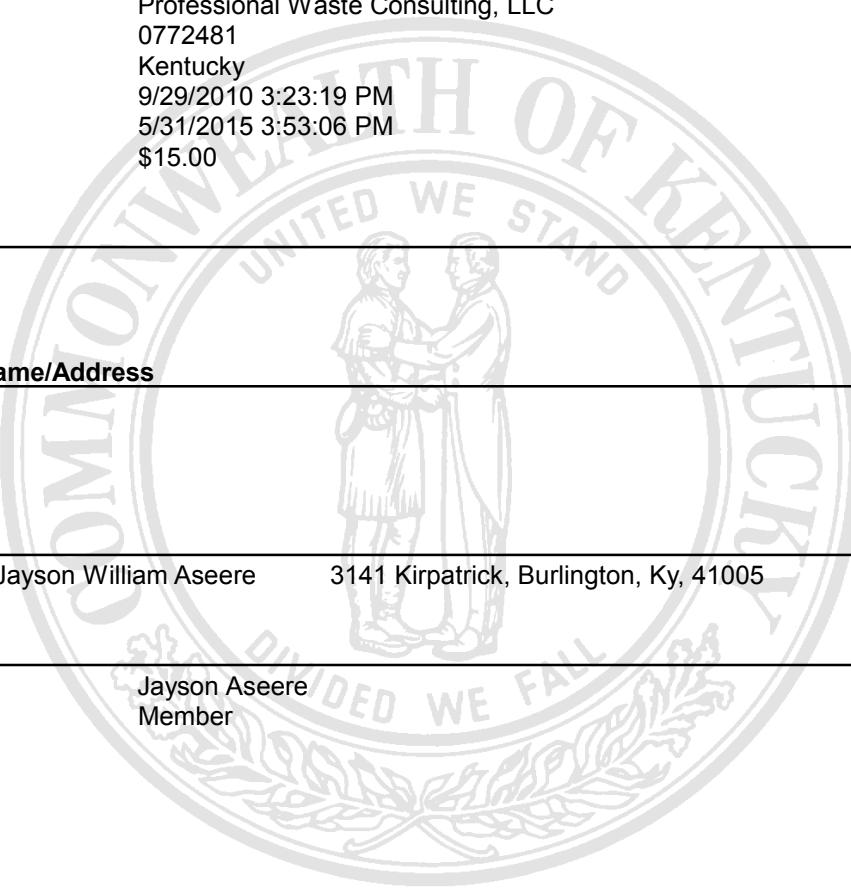 Professional Waste Consulting, LLC
0772481
Kentucky
9/29/2010 3:23:19 PM
5/31/2015 3:53:06 PM
$15.00
COMMONWEALTH OF KENTUCKY
UNITED WE STAND
ame/Address
Jayson William Aseere 3141 Kirpatrick, Burlington, Ky, 41005
DIVIDED WE FALL
Jayson Aseere
Member